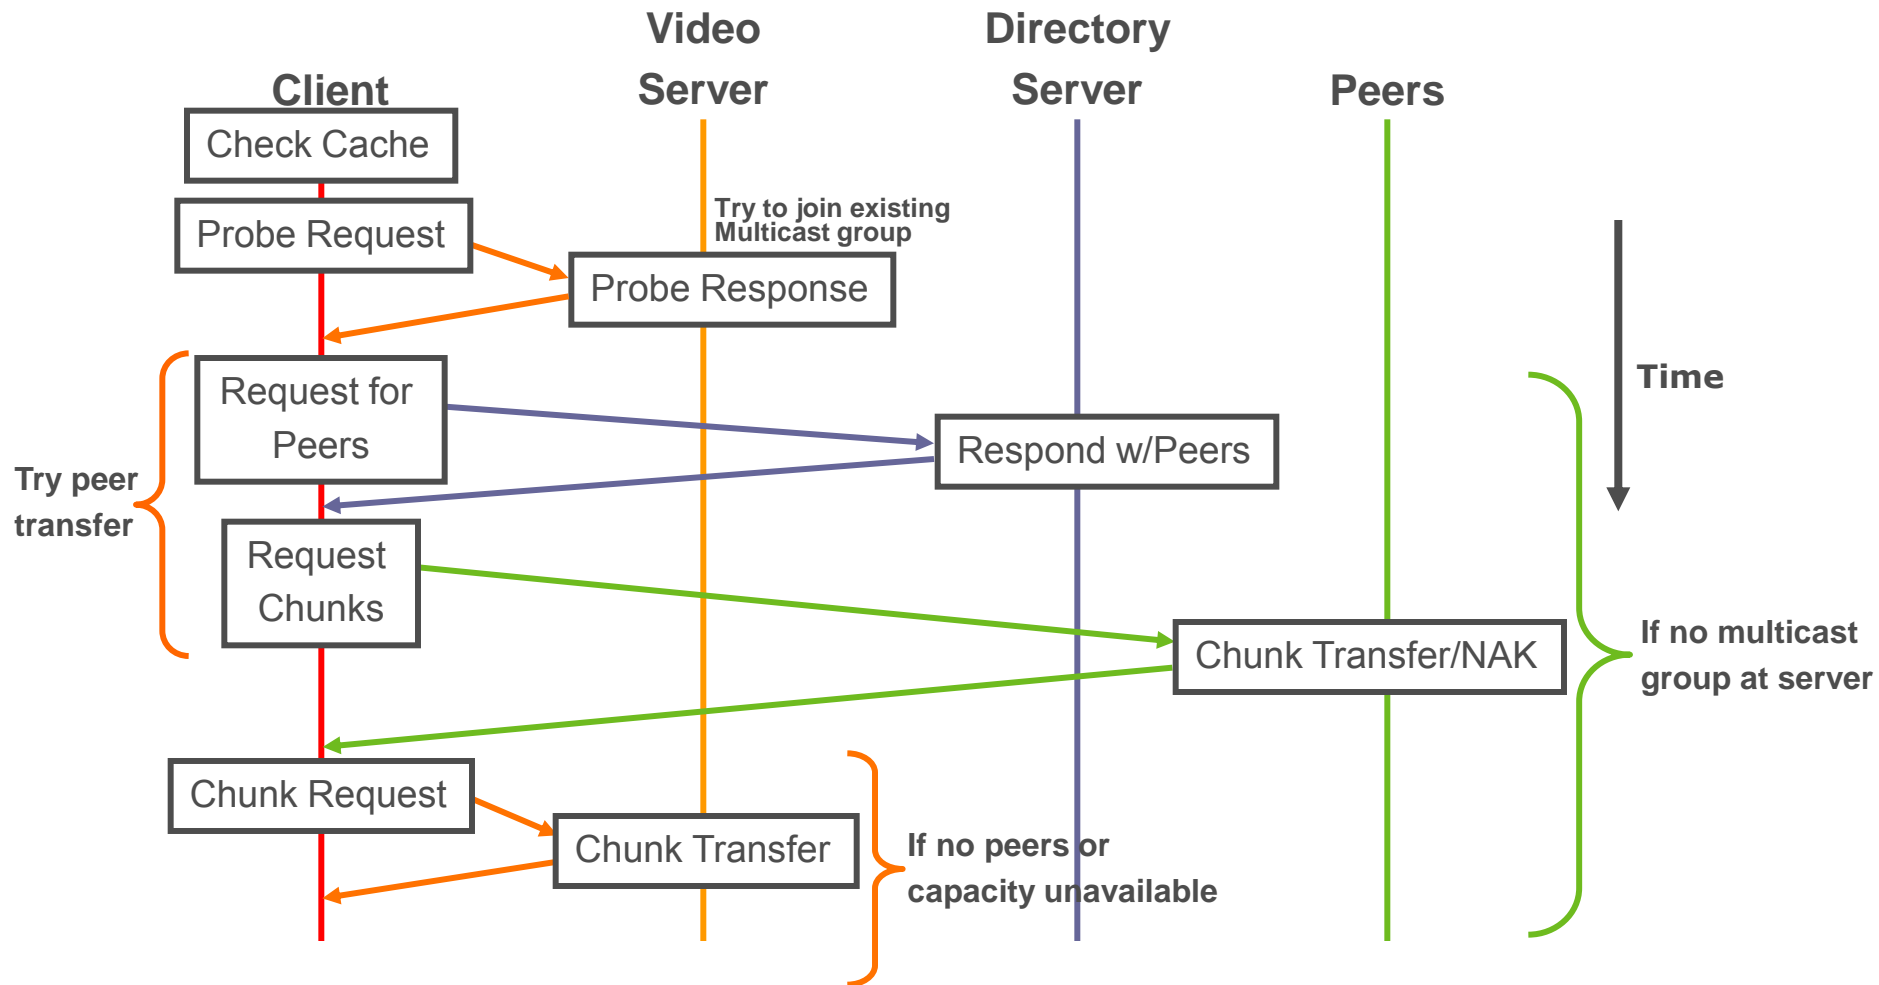 Video
Server
Directory
Server
Client
Peers
Check Cache
Probe Request
Try to join existing
Multicast group
Probe Response
Time
Request for
Peers
Respond w/Peers
Try peer
transfer
Request
Chunks
Chunk Transfer/NAK
If no multicast
group at server
Chunk Request
Chunk Transfer
If no peers or
capacity unavailable